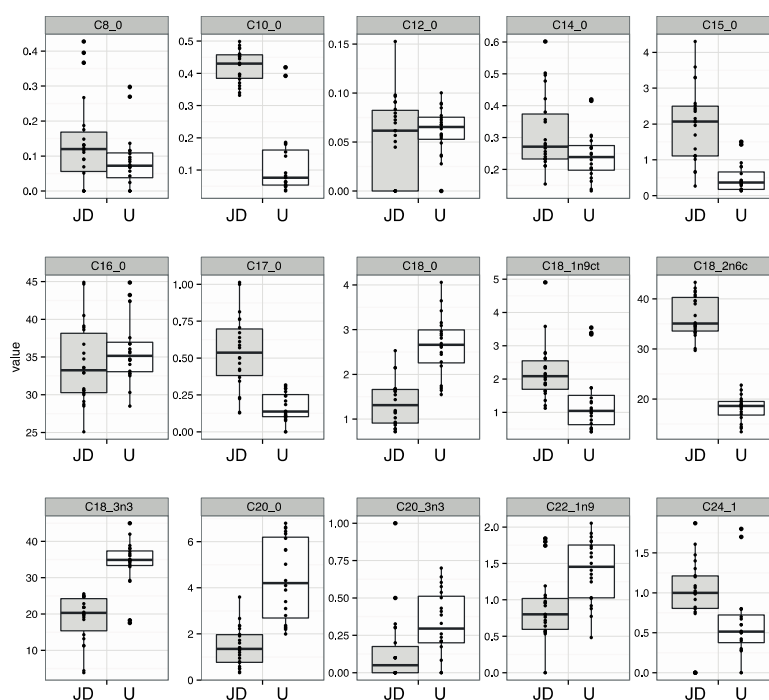 C8_0 C10_0 C12_0 C14_0 C15_0
0.4 0.3 0.2 0.1 0.0
0.5 0.4 0.3 0.2 0.1
0.15 0.10 0.05 0.00
0.6 0.5 0.4 0.3 0.2
4 3 2 1 0
JD U JD U JD U JD U JD U
C16_0 C17_0 C18_0 C18_1n9ct C18_2n6c
value
45 40 35 30 25
1.00 0.75 0.50 0.25 0.00
4 3 2 1
5 4 3 2 1
40 30 20
JD U JD U JD U JD U JD U
C18_3n3 C20_0 C20_3n3 C22_1n9 C24_1
40 30 20 10
6 4 2 0
1.00 0.75 0.50 0.25 0.00
2.0 1.5 1.0 0.5 0.0
1.5 1.0 0.5 0.0
JD U JD U JD U JD U JD U